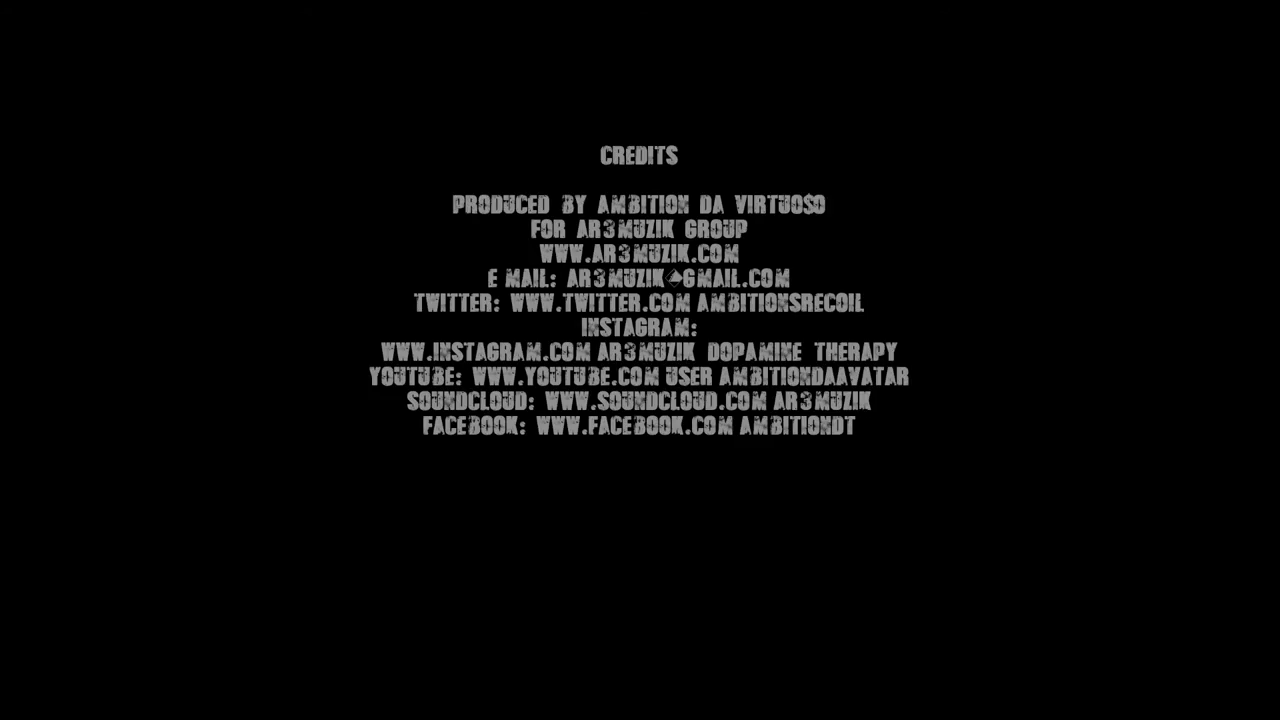 CREDITS
PRODUCED BY AMBITION DA VIRTUO$O
FOR AR3MUZIK GROUP
WWW.AR3MUZIK.COM
E MAIL: AR3MUZIK@GMAIL.COM
TWITTER: WWW.TWITTER.COM AMBITIONSRECOIL
INSTAGRAM:
WWW.INSTAGRAM.COM AR3MUZIK DOPAMINE THERAPY
YOUTUBE: WWW.YOUTUBE.COM USER AMBITIONDAAVATAR
SOUNDCLOUD: WWW.SOUNDCLOUD.COM AR3MUZIK
FACEBOOK: WWW.FACEBOOK.COM AMBITIONDT